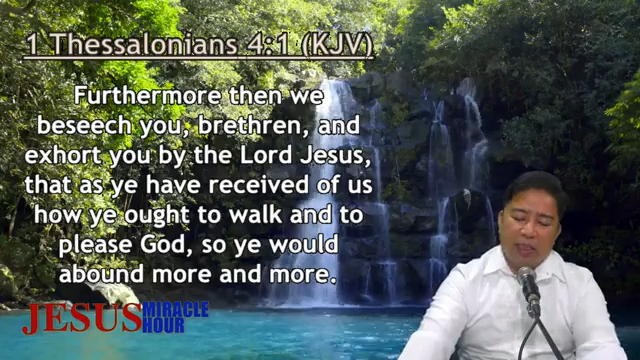 1 Thessalonians 4:1 (KJV)
Furthermore then we
beseech you, brethren, and
exhort you by the Lord Jesus,
that as ye have received of us
how ye ought to walk and to
please God, so ye would
abound more and more.
JESUS MIRACLE
HOUR